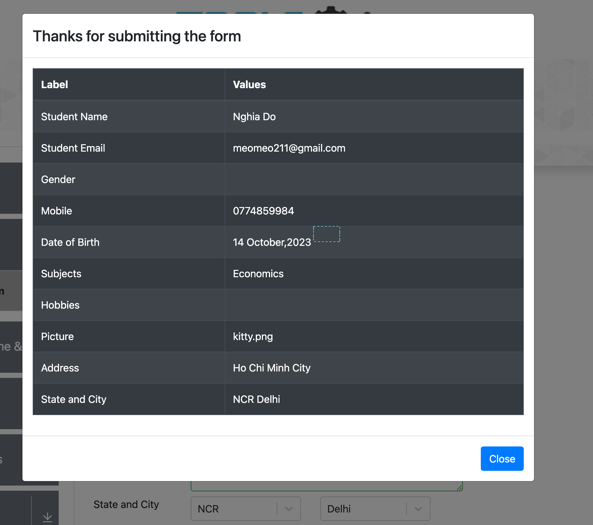 Thanks for submitting the form
Label Values
Student Name Nghia Do
Student Email meomeo211@gmail.com
Gender
Mobile 0774859984
Date of Birth 14 October,2023
Subjects Economics
Hobbies
Picture kitty.png
Address Ho Chi Minh City
State and City NCR Delhi
Close
State and City NCR Delhi